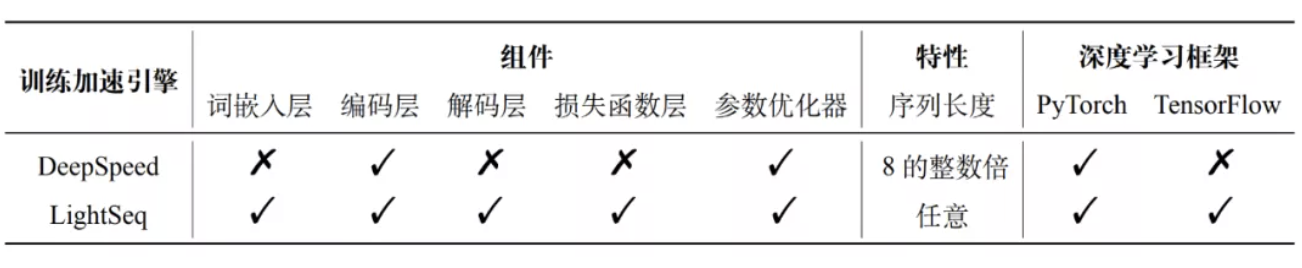 训练加速引擎 组件 特性 深度学习框架
词嵌入层 编码层 解码层 损失函数层 参数优化器 序列长度 PyTorch TensorFlow
DeepSpeed ✗ ✓ ✗ ✗ ✓ 8 的整数倍 ✓ ✗
LightSeq ✓ ✓ ✓ ✓ ✓ 任意 ✓ ✓